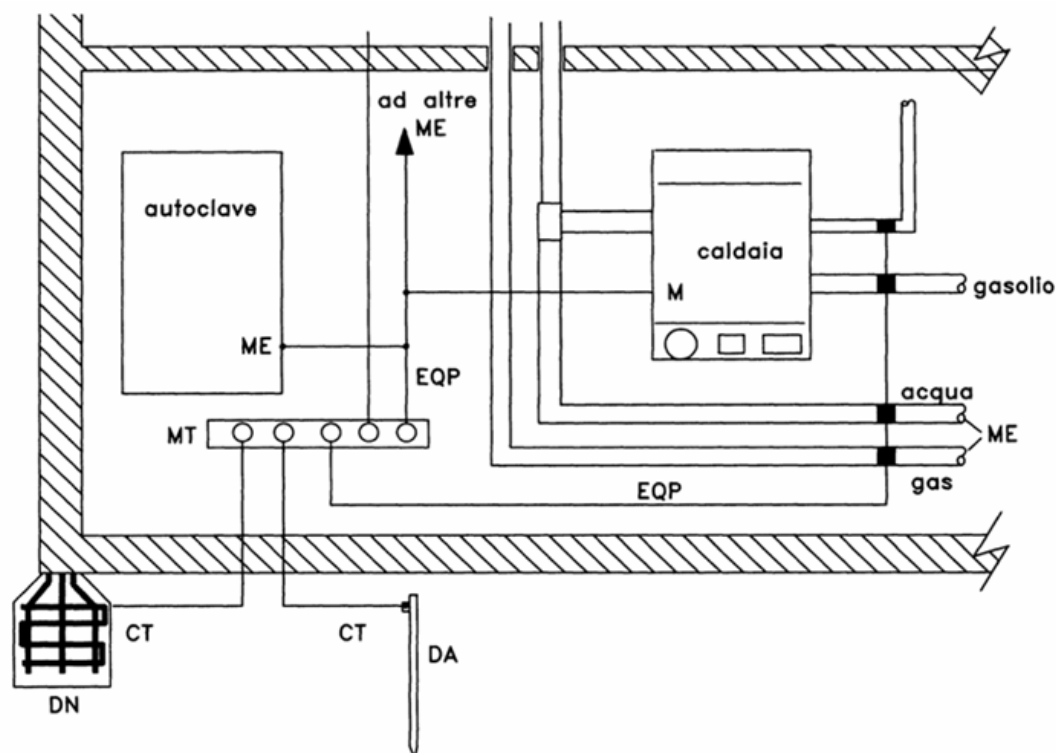 ad altre
ME
autoclave
caldaia
gasolio
M
ME
EQP
acqua
MT
ME
EQP
gas
CT
CT
DA
DN